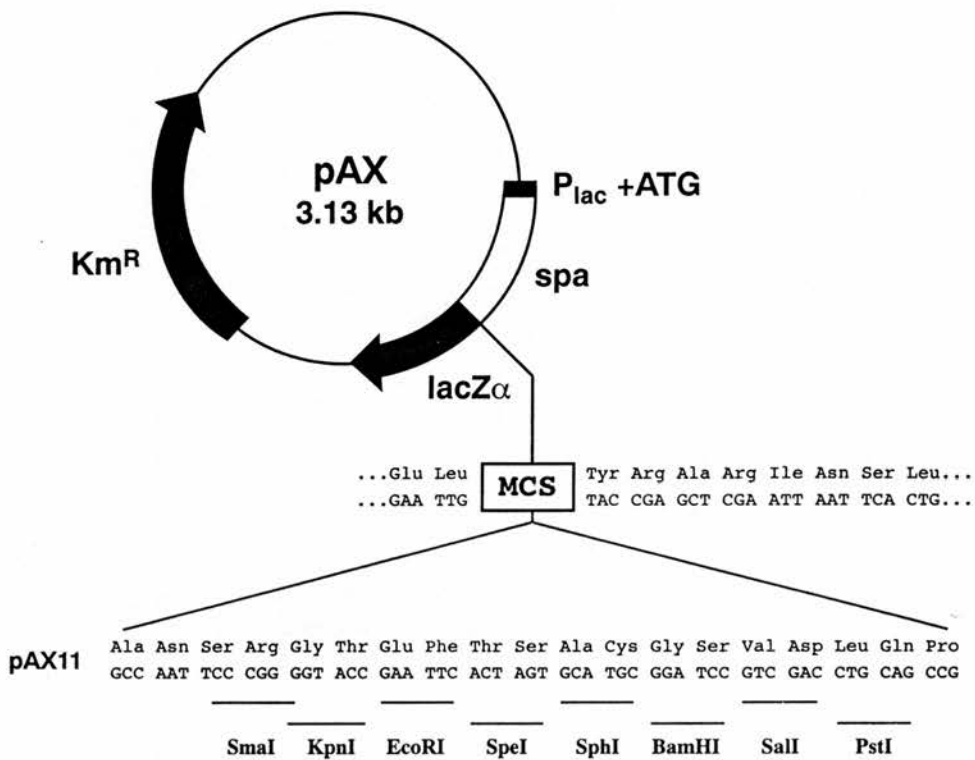 pAX
3.13 kb
P_lac +ATG
Km^R
spa
lacZα
...Glu Leu MCS Tyr Arg Ala Arg Ile Asn Ser Leu...
...GAA TTG TAC CGA GCT CGA ATT AAT TCA CTG...
Ala Asn Ser Arg Gly Thr Glu Phe Thr Ser Ala Cys Gly Ser Val Asp Leu Gln Pro
pAX11 GCC AAT TCC CGG GGT ACC GAA TTC ACT AGT GCA TGC GGA TCC GTC GAC CTG CAG CCG
SmaI KpnI EcoRI SpeI SphI BamHI SalI PstI